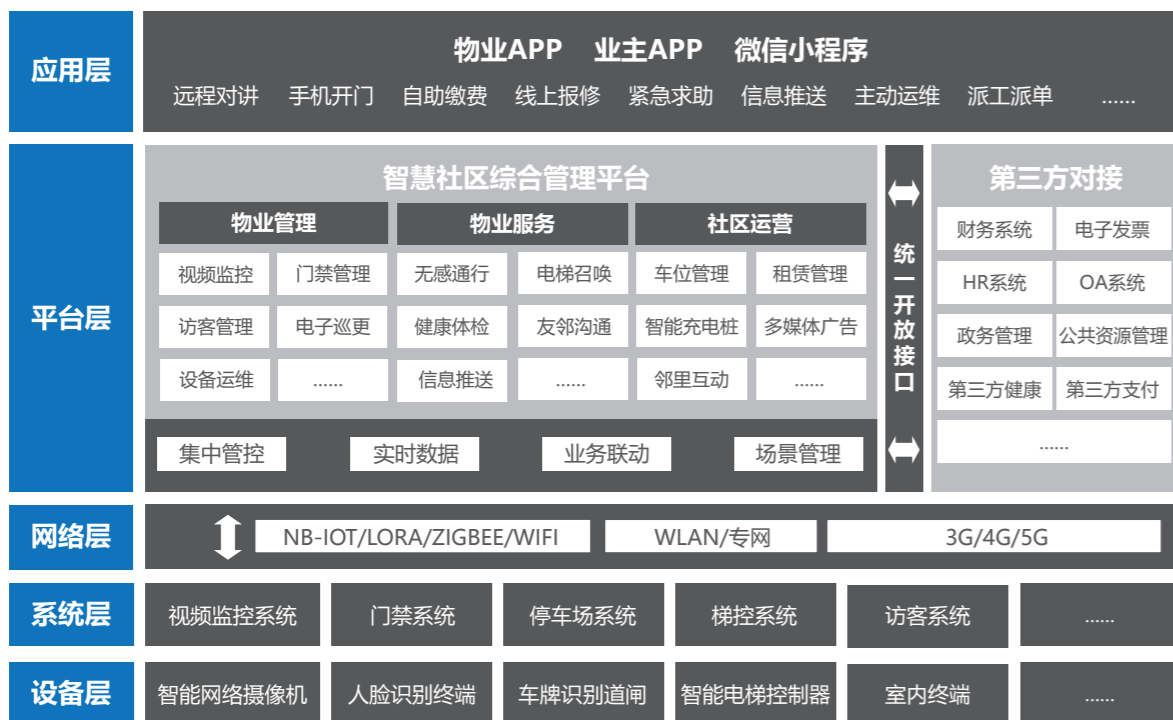 应用层
物业APP 业主APP 微信小程序
远程对讲 手机开门 自助缴费 线上报修 紧急求助 信息推送 主动运维 派工派单 ......
平台层
智慧社区综合管理平台
物业管理 物业服务 社区运营
视频监控 门禁管理 无感通行 电梯召唤 车位管理 租赁管理
访客管理 电子巡更 健康体检 友邻沟通 智能充电桩 多媒体广告
设备运维 ...... 信息推送 ...... 邻里互动 ......
集中管控 实时数据 业务联动 场景管理
统一开放接口
第三方对接
财务系统 电子发票
HR系统 OA系统
政务管理 公共资源管理
第三方健康 第三方支付
......
网络层
NB-IOT/LORA/ZIGBEE/WIFI WLAN/专网 3G/4G/5G
系统层
视频监控系统 门禁系统 停车场系统 梯控系统 访客系统 ......
设备层
智能网络摄像机 人脸识别终端 车牌识别道闸 智能电梯控制器 室内终端 ......